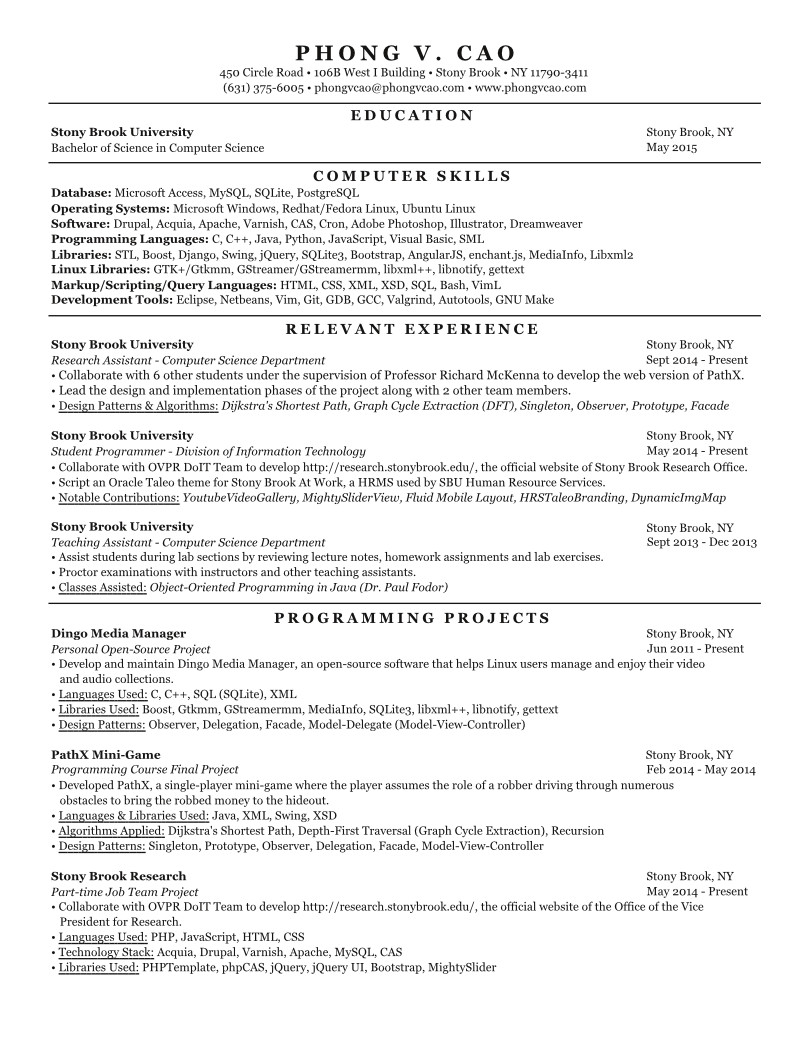 PHONG V. CAO
450 Circle Road • 106B West I Building • Stony Brook • NY 11790-3411
(631) 375-6005 • phongvcao@phongvcao.com • www.phongvcao.com
EDUCATION
Stony Brook University Stony Brook, NY
Bachelor of Science in Computer Science May 2015
COMPUTER SKILLS
Database: Microsoft Access, MySQL, SQLite, PostgreSQL
Operating Systems: Microsoft Windows, Redhat/Fedora Linux, Ubuntu Linux
Software: Drupal, Acquia, Apache, Varnish, CAS, Cron, Adobe Photoshop, Illustrator, Dreamweaver
Programming Languages: C, C++, Java, Python, JavaScript, Visual Basic, SML
Libraries: STL, Boost, Django, Swing, jQuery, SQLite3, Bootstrap, AngularJS, enchant.js, MediaInfo, Libxml2
Linux Libraries: GTK+/Gtkmm, GStreamer/GStreamermm, libxml++, libnotify, gettext
Markup/Scripting/Query Languages: HTML, CSS, XML, XSD, SQL, Bash, VimL
Development Tools: Eclipse, Netbeans, Vim, Git, GDB, GCC, Valgrind, Autotools, GNU Make
RELEVANT EXPERIENCE
Stony Brook University Stony Brook, NY
Research Assistant - Computer Science Department Sept 2014 - Present
• Collaborate with 6 other students under the supervision of Professor Richard McKenna to develop the web version of PathX.
• Lead the design and implementation phases of the project along with 2 other team members.
• Design Patterns & Algorithms: Dijkstra's Shortest Path, Graph Cycle Extraction (DFT), Singleton, Observer, Prototype, Facade
Stony Brook University Stony Brook, NY
Student Programmer - Division of Information Technology May 2014 - Present
• Collaborate with OVPR DoIT Team to develop http://research.stonybrook.edu/, the official website of Stony Brook Research Office.
• Script an Oracle Taleo theme for Stony Brook At Work, a HRMS used by SBU Human Resource Services.
• Notable Contributions: YoutubeVideoGallery, MightySliderView, Fluid Mobile Layout, HRSTaleoBranding, DynamicImgMap
Stony Brook University Stony Brook, NY
Teaching Assistant - Computer Science Department Sept 2013 - Dec 2013
• Assist students during lab sections by reviewing lecture notes, homework assignments and lab exercises.
• Proctor examinations with instructors and other teaching assistants.
• Classes Assisted: Object-Oriented Programming in Java (Dr. Paul Fodor)
PROGRAMMING PROJECTS
Dingo Media Manager Stony Brook, NY
Personal Open-Source Project Jun 2011 - Present
• Develop and maintain Dingo Media Manager, an open-source software that helps Linux users manage and enjoy their video
and audio collections.
• Languages Used: C, C++, SQL (SQLite), XML
• Libraries Used: Boost, Gtkmm, GStreamermm, MediaInfo, SQLite3, libxml++, libnotify, gettext
• Design Patterns: Observer, Delegation, Facade, Model-Delegate (Model-View-Controller)
PathX Mini-Game Stony Brook, NY
Programming Course Final Project Feb 2014 - May 2014
• Developed PathX, a single-player mini-game where the player assumes the role of a robber driving through numerous
obstacles to bring the robbed money to the hideout.
• Languages & Libraries Used: Java, XML, Swing, XSD
• Algorithms Applied: Dijkstra's Shortest Path, Depth-First Traversal (Graph Cycle Extraction), Recursion
• Design Patterns: Singleton, Prototype, Observer, Delegation, Facade, Model-View-Controller
Stony Brook Research Stony Brook, NY
Part-time Job Team Project May 2014 - Present
• Collaborate with OVPR DoIT Team to develop http://research.stonybrook.edu/, the official website of the Office of the Vice
President for Research.
• Languages Used: PHP, JavaScript, HTML, CSS
• Technology Stack: Acquia, Drupal, Varnish, Apache, MySQL, CAS
• Libraries Used: PHPTemplate, phpCAS, jQuery, jQuery UI, Bootstrap, MightySlider